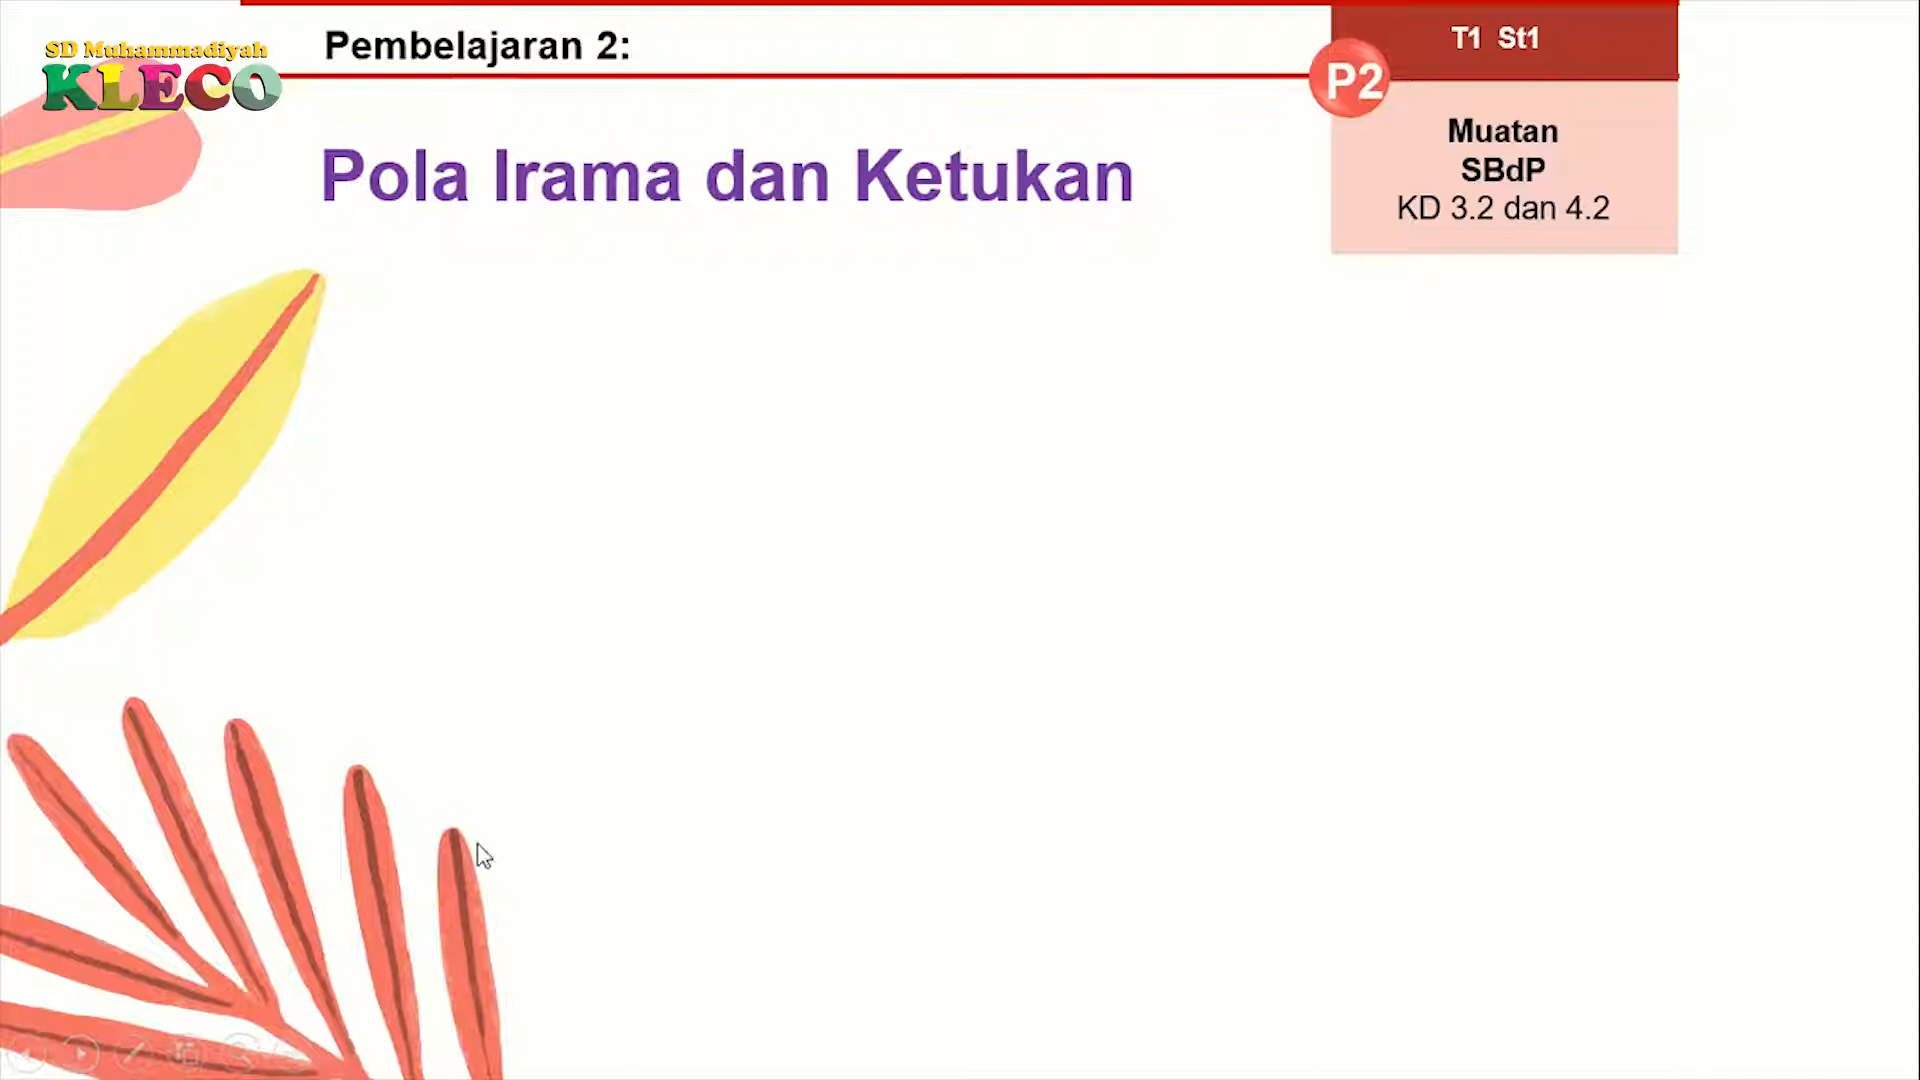 SD Muhammadiyah
KLECO
Pembelajaran 2:
T1 St1
P2
Muatan
SBdP
KD 3.2 dan 4.2
Pola Irama dan Ketukan